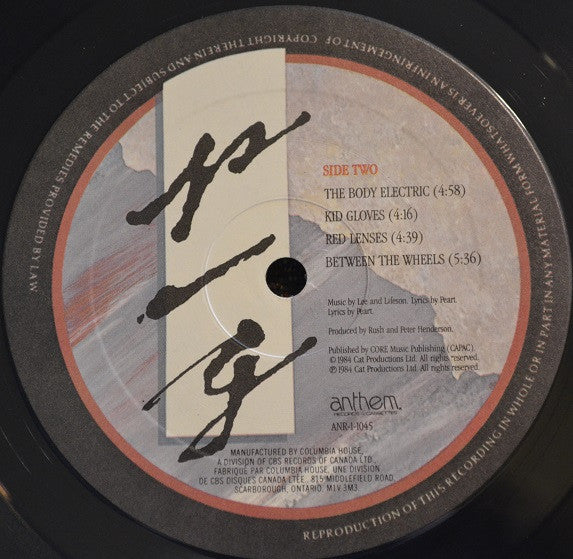 SIDE TWO
THE BODY ELECTRIC (4:58)
KID GLOVES (4:16)
RED LENSES (4:39)
BETWEEN THE WHEELS (5:36)
Music by Lee and Lifeson. Lyrics by Peart.
Lyrics by Peart.
Produced by Rush and Peter Henderson.
Published by CORE Music Publishing (CAPAC).
© 1984 Cat Productions Ltd. All rights reserved.
℗ 1984 Cat Productions Ltd. All rights reserved.
anthem
RECORDS & CASSETTES
ANR-1-1045
MANUFACTURED BY COLUMBIA HOUSE,
A DIVISION OF CBS RECORDS OF CANADA LTD.
FABRIQUÉ PAR COLUMBIA HOUSE, UNE DIVISION
DE CBS DISQUES CANADA LTÉE., 815 MIDDLEFIELD ROAD,
SCARBOROUGH, ONTARIO, M1V 3M3
REPRODUCTION OF THIS RECORDING IN WHOLE OR IN PART IN ANY MATERIAL FORM WHATSOEVER IS AN INFRINGEMENT OF COPYRIGHT THEREIN AND SUBJECT TO THE REMEDIES PROVIDED BY LAW